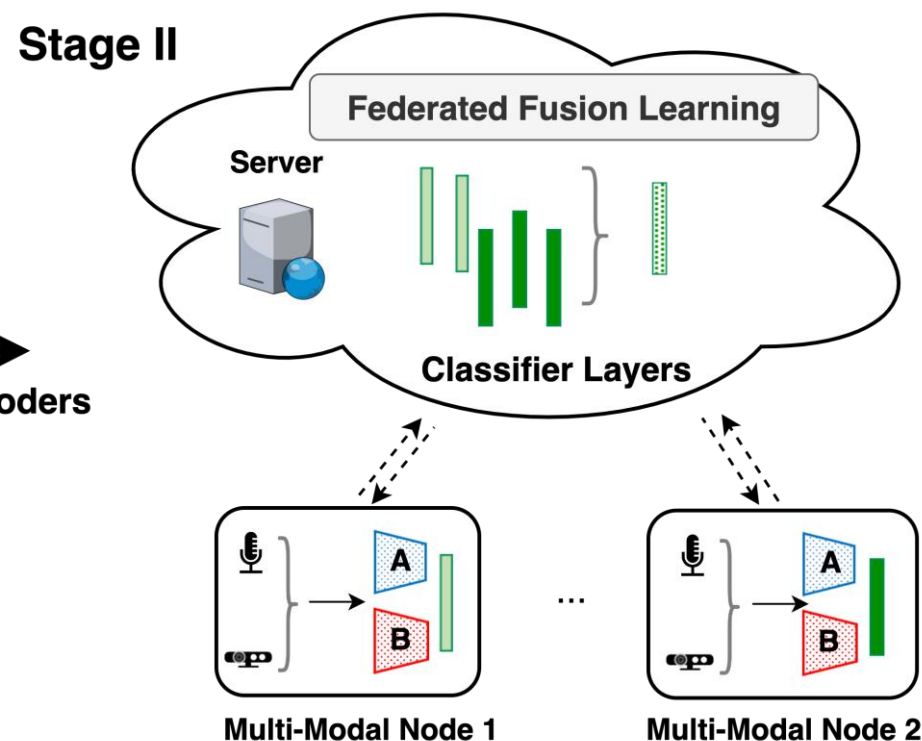 Stage II
Federated Fusion Learning
Server
Classifier Layers
oders
A
B
...
A
B
Multi-Modal Node 1
Multi-Modal Node 2